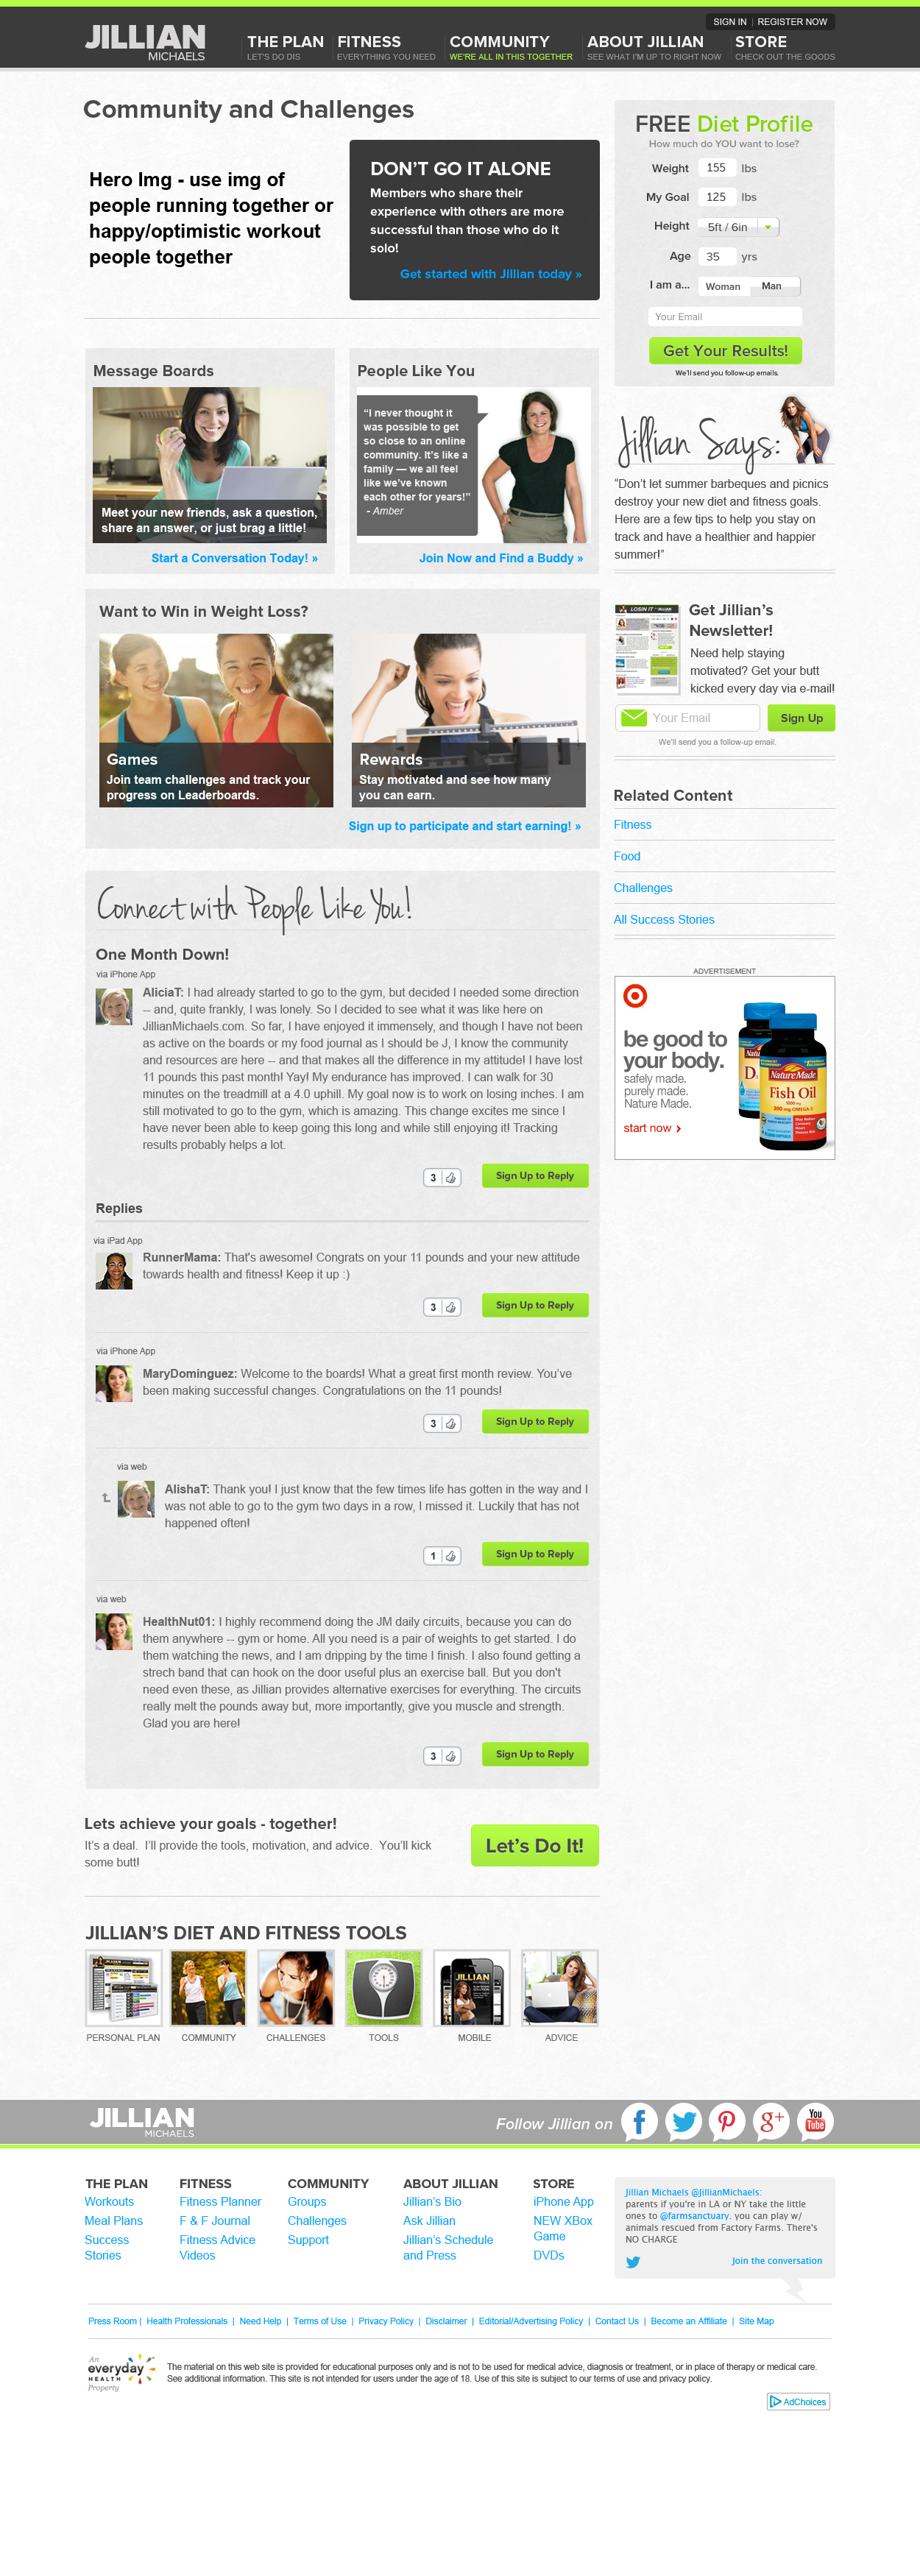 SIGN IN | REGISTER NOW
JILLIAN
MICHAELS
THE PLAN
LET'S DO DIS
FITNESS
EVERYTHING YOU NEED
COMMUNITY
WE'RE ALL IN THIS TOGETHER
ABOUT JILLIAN
SEE WHAT I'M UP TO RIGHT NOW
STORE
CHECK OUT THE GOODS
Community and Challenges
Hero Img - use img of
people running together or
happy/optimistic workout
people together
DON'T GO IT ALONE
Members who share their
experience with others are more
successful than those who do it
solo!
Get started with Jillian today »
Message Boards
Meet your new friends, ask a question,
share an answer, or just brag a little!
Start a Conversation Today! »
People Like You
“I never thought it
was possible to get
so close to an online
community. It's like a
family — we all feel
like we've known
each other for years!”
- Amber
Join Now and Find a Buddy »
Want to Win in Weight Loss?
Games
Join team challenges and track your
progress on Leaderboards.
Rewards
Stay motivated and see how many
you can earn.
Sign up to participate and start earning! »
Connect with People Like You!
One Month Down!
via iPhone App
AliciaT: I had already started to go to the gym, but decided I needed some direction
-- and, quite frankly, I was lonely. So I decided to see what it was like here on
JillianMichaels.com. So far, I have enjoyed it immensely, and though I have not been
as active on the boards or my food journal as I should be J, I know the community
and resources are here -- and that makes all the difference in my attitude! I have lost
11 pounds this past month! Yay! My endurance has improved. I can walk for 30
minutes on the treadmill at a 4.0 uphill. My goal now is to work on losing inches. I am
still motivated to go to the gym, which is amazing. This change excites me since I
have never been able to keep going this long and while still enjoying it! Tracking
results probably helps a lot.
3
Sign Up to Reply
Replies
via iPad App
RunnerMama: That's awesome! Congrats on your 11 pounds and your new attitude
towards health and fitness! Keep it up :)
3
Sign Up to Reply
via iPhone App
MaryDominguez: Welcome to the boards! What a great first month review. You've
been making successful changes. Congratulations on the 11 pounds!
3
Sign Up to Reply
via web
AlishaT: Thank you! I just know that the few times life has gotten in the way and I
was not able to go to the gym two days in a row, I missed it. Luckily that has not
happened often!
1
Sign Up to Reply
via web
HealthNut01: I highly recommend doing the JM daily circuits, because you can do
them anywhere -- gym or home. All you need is a pair of weights to get started. I do
them watching the news, and I am dripping by the time I finish. I also found getting a
strech band that can hook on the door useful plus an exercise ball. But you don't
need even these, as Jillian provides alternative exercises for everything. The circuits
really melt the pounds away but, more importantly, give you muscle and strength.
Glad you are here!
3
Sign Up to Reply
Lets achieve your goals - together!
It's a deal. I'll provide the tools, motivation, and advice. You'll kick
some butt!
Let's Do It!
JILLIAN'S DIET AND FITNESS TOOLS
JILLIAN
PERSONAL PLAN
COMMUNITY
CHALLENGES
TOOLS
MOBILE
ADVICE
FREE Diet Profile
How much do YOU want to lose?
Weight 155 lbs
My Goal 125 lbs
Height 5ft / 6in
Age 35 yrs
I am a... Woman Man
Your Email
Get Your Results!
We'll send you follow-up emails.
Jillian Says:
“Don't let summer barbeques and picnics
destroy your new diet and fitness goals.
Here are a few tips to help you stay on
track and have a healthier and happier
summer!”
LOSIN IT
Get Jillian's
Newsletter!
Need help staying
motivated? Get your butt
kicked every day via e-mail!
Your Email
Sign Up
We'll send you a follow-up email.
Related Content
Fitness
Food
Challenges
All Success Stories
ADVERTISEMENT
be good to
your body.
safely made.
purely made.
Nature Made.
start now ›
Nature Made
Fish Oil
300 mg OMEGA-3
JILLIAN
MICHAELS
Follow Jillian on
f
p
g+
You
Tube
THE PLAN
Workouts
Meal Plans
Success
Stories
FITNESS
Fitness Planner
F & F Journal
Fitness Advice
Videos
COMMUNITY
Groups
Challenges
Support
ABOUT JILLIAN
Jillian's Bio
Ask Jillian
Jillian's Schedule
and Press
STORE
iPhone App
NEW XBox
Game
DVDs
Jillian Michaels @JillianMichaels:
parents if you're in LA or NY take the little
ones to @farmsanctuary. you can play w/
animals rescued from Factory Farms. There's
NO CHARGE
Join the conversation
Press Room | Health Professionals | Need Help | Terms of Use | Privacy Policy | Disclaimer | Editorial/Advertising Policy | Contact Us | Become an Affiliate | Site Map
An
everyday
HEALTH
Property
The material on this web site is provided for educational purposes only and is not to be used for medical advice, diagnosis or treatment, or in place of therapy or medical care.
See additional information. This site is not intended for users under the age of 18. Use of this site is subject to our terms of use and privacy policy.
AdChoices